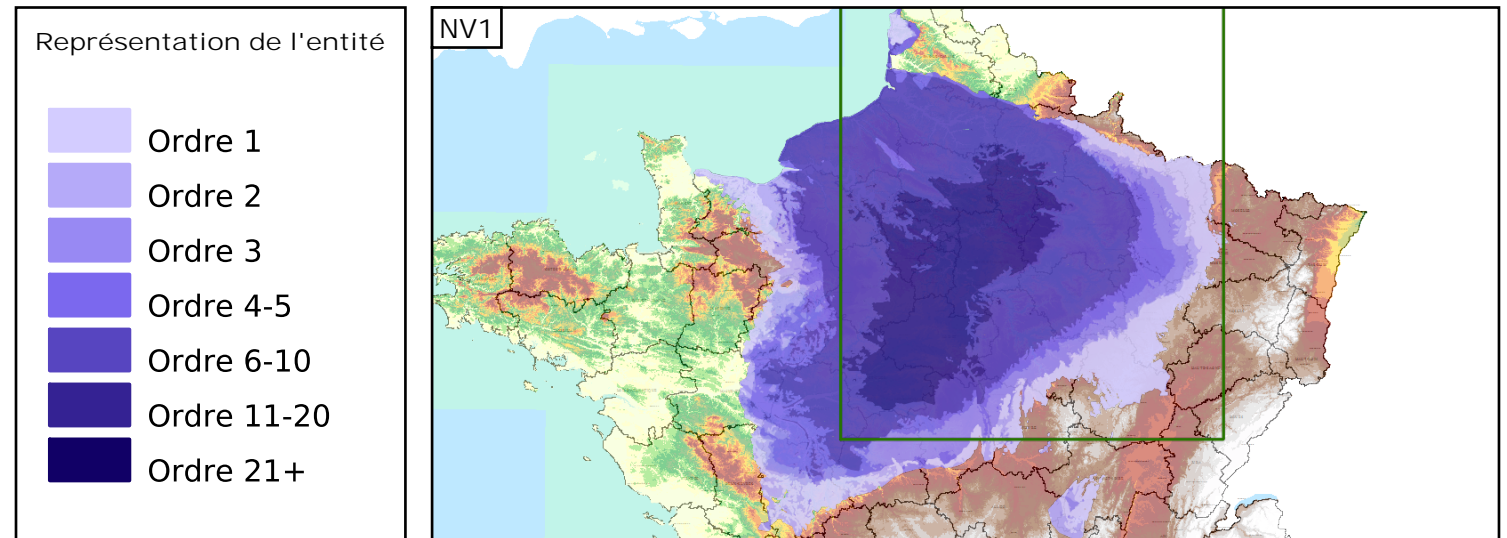 Représentation de l'entité
Ordre 1
Ordre 2
Ordre 3
Ordre 4-5
Ordre 6-10
Ordre 11-20
Ordre 21+
NV1